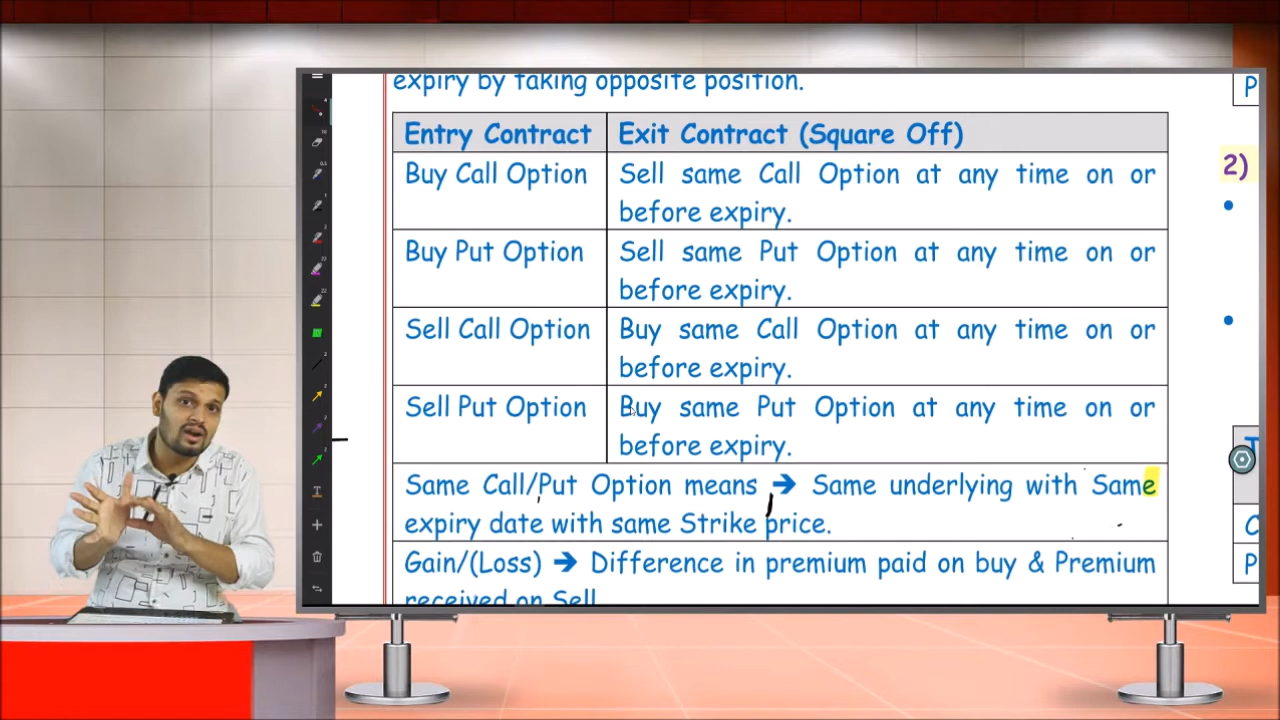 expiry by taking opposite position.
Entry Contract
Exit Contract (Square Off)
Buy Call Option
Sell same Call Option at any time on or
before expiry.
Buy Put Option
Sell same Put Option at any time on or
before expiry.
Sell Call Option
Buy same Call Option at any time on or
before expiry.
Sell Put Option
Buy same Put Option at any time on or
before expiry.
Same Call/Put Option means ➔ Same underlying with Same
expiry date with same Strike price.
Gain/(Loss) ➔ Difference in premium paid on buy & Premium
received on Sell
P
2)
•
•
C
P